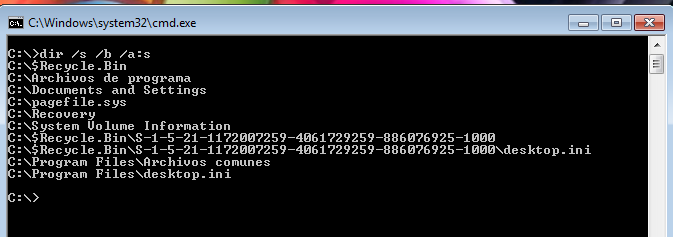 C:\Windows\system32\cmd.exe
C:\>dir /s /b /a:s
C:\$Recycle.Bin
C:\Archivos de programa
C:\Documents and Settings
C:\pagefile.sys
C:\Recovery
C:\System Volume Information
C:\$Recycle.Bin\S-1-5-21-1172007259-4061729259-886076925-1000
C:\$Recycle.Bin\S-1-5-21-1172007259-4061729259-886076925-1000\desktop.ini
C:\Program Files\Archivos comunes
C:\Program Files\desktop.ini
C:\>